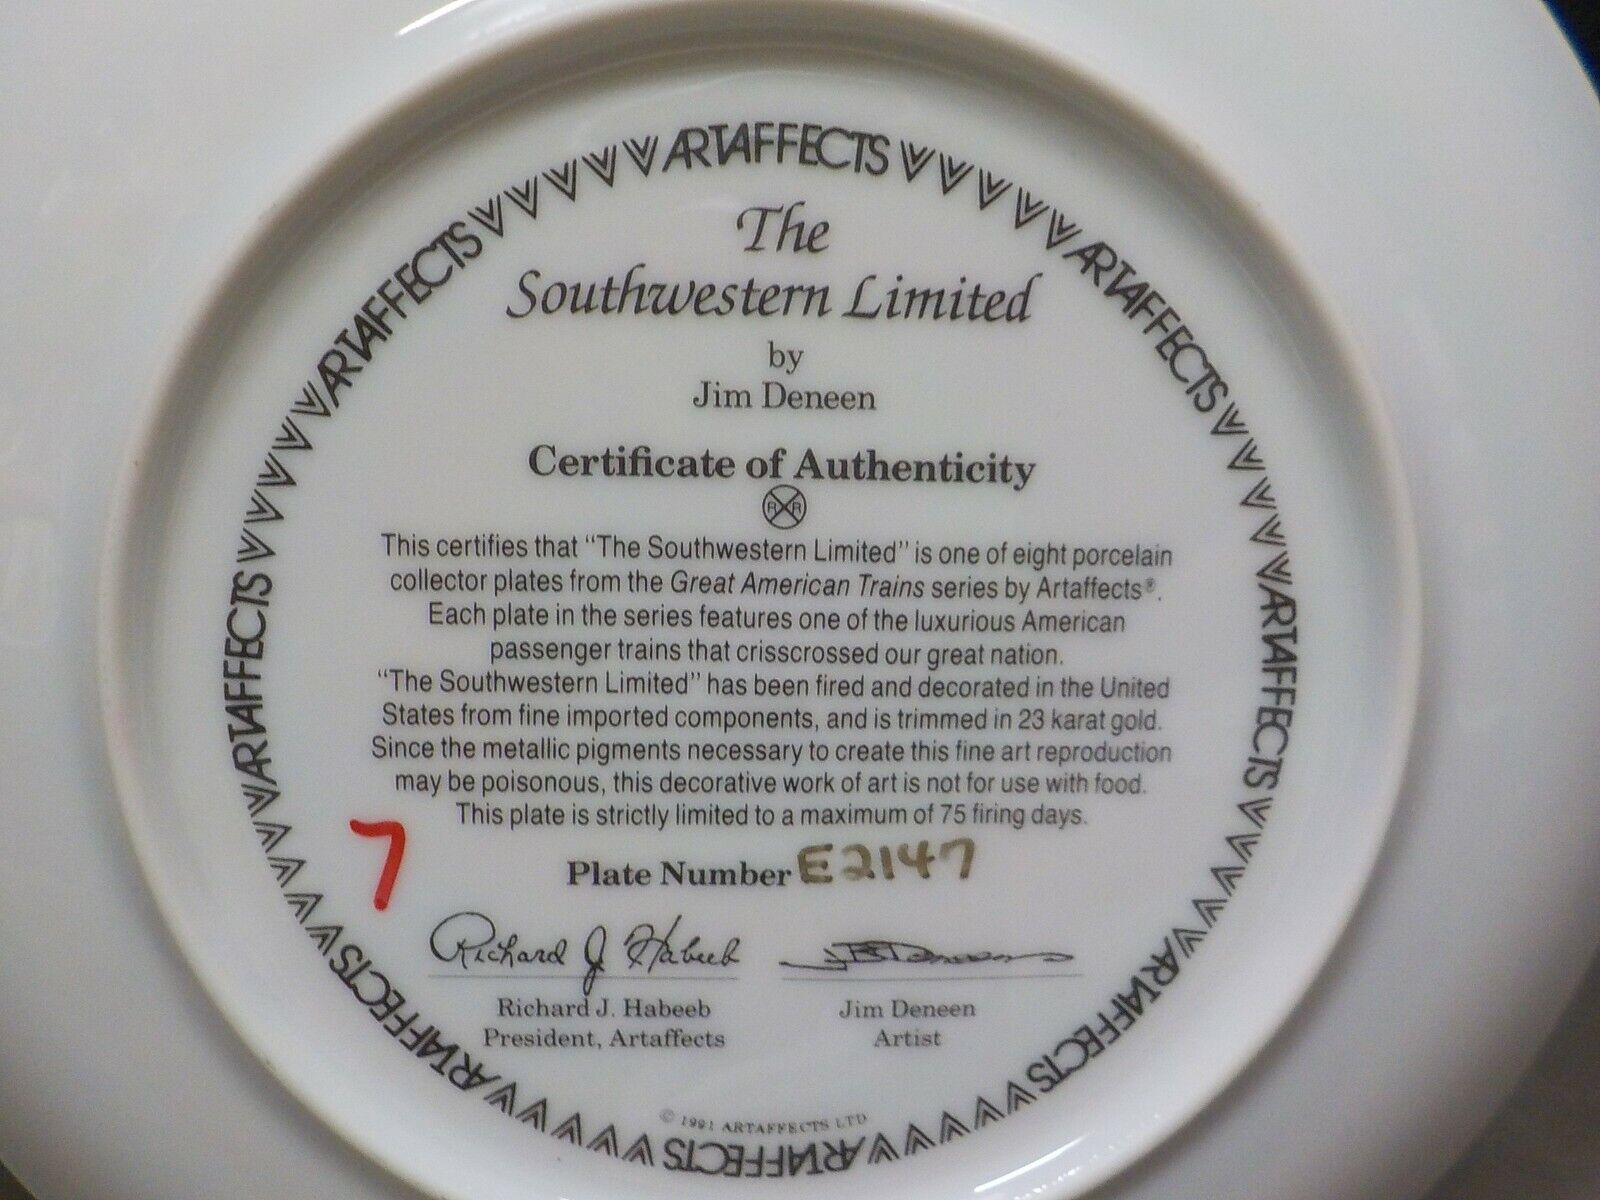 ARTAFFECTS ARTAFFECTS ARTAFFECTS ARTAFFECTS ARTAFFECTS ARTAFFECTS ARTAFFECTS ARTAFFECTS ARTAFFECTS
The
Southwestern Limited
by
Jim Deneen
Certificate of Authenticity
R R
This certifies that "The Southwestern Limited" is one of eight porcelain
collector plates from the Great American Trains series by Artaffects®.
Each plate in the series features one of the luxurious American
passenger trains that crisscrossed our great nation.
"The Southwestern Limited" has been fired and decorated in the United
States from fine imported components, and is trimmed in 23 karat gold.
Since the metallic pigments necessary to create this fine art reproduction
may be poisonous, this decorative work of art is not for use with food.
This plate is strictly limited to a maximum of 75 firing days.
7
Plate Number E2147
Richard J. Habeeb JBDeneen
Richard J. Habeeb Jim Deneen
President, Artaffects Artist
© 1991 ARTAFFECTS LTD